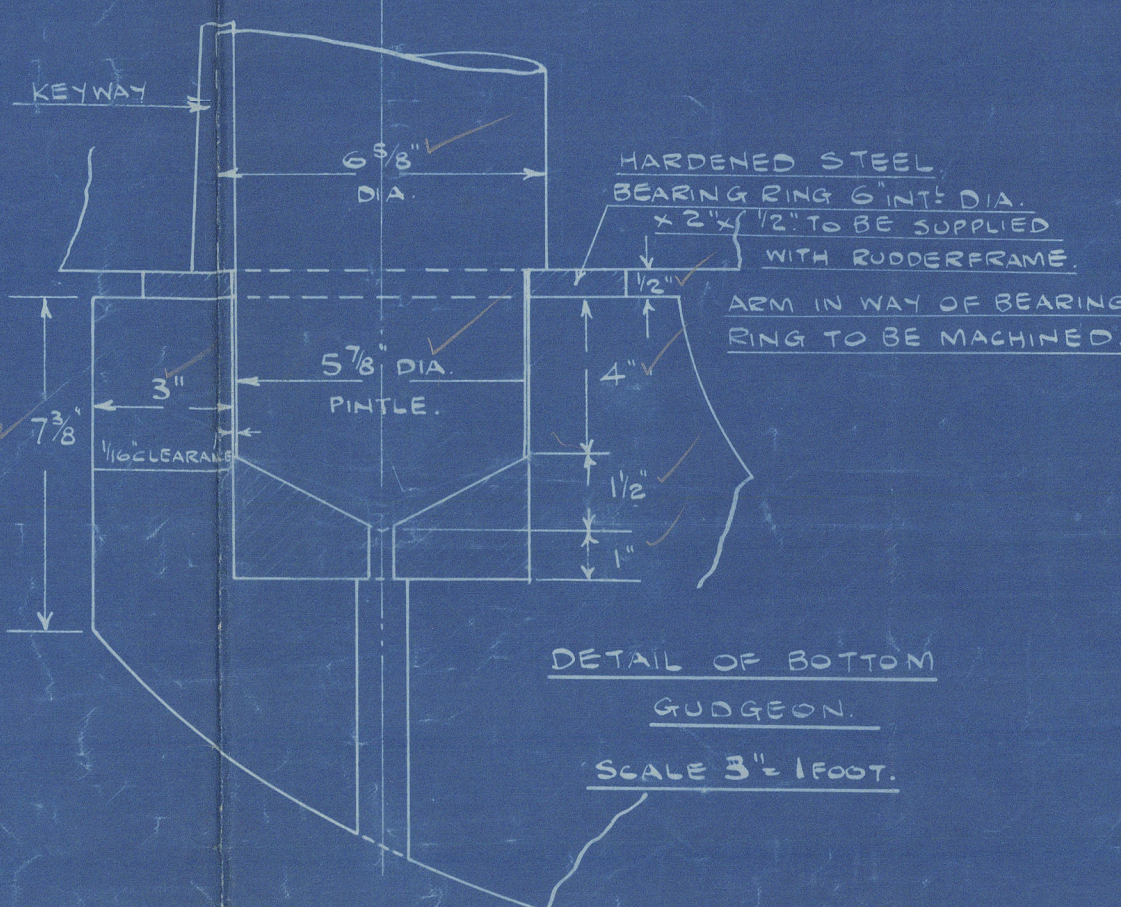 KEYWAY
6 5/8"
DIA.
HARDENED STEEL.
BEARING RING 6" INT.L DIA.
x 2" x 1/2" TO BE SUPPLIED
WITH RUDDERFRAME.
1/2"
ARM IN WAY OF BEARING
RING TO BE MACHINED.
5 7/8" DIA.
PINTLE.
3"
4"
7 3/8"
1/16" CLEARANCE
1 1/2"
1"
DETAIL OF BOTTOM
GUDGEON.
SCALE 3" = 1 FOOT.